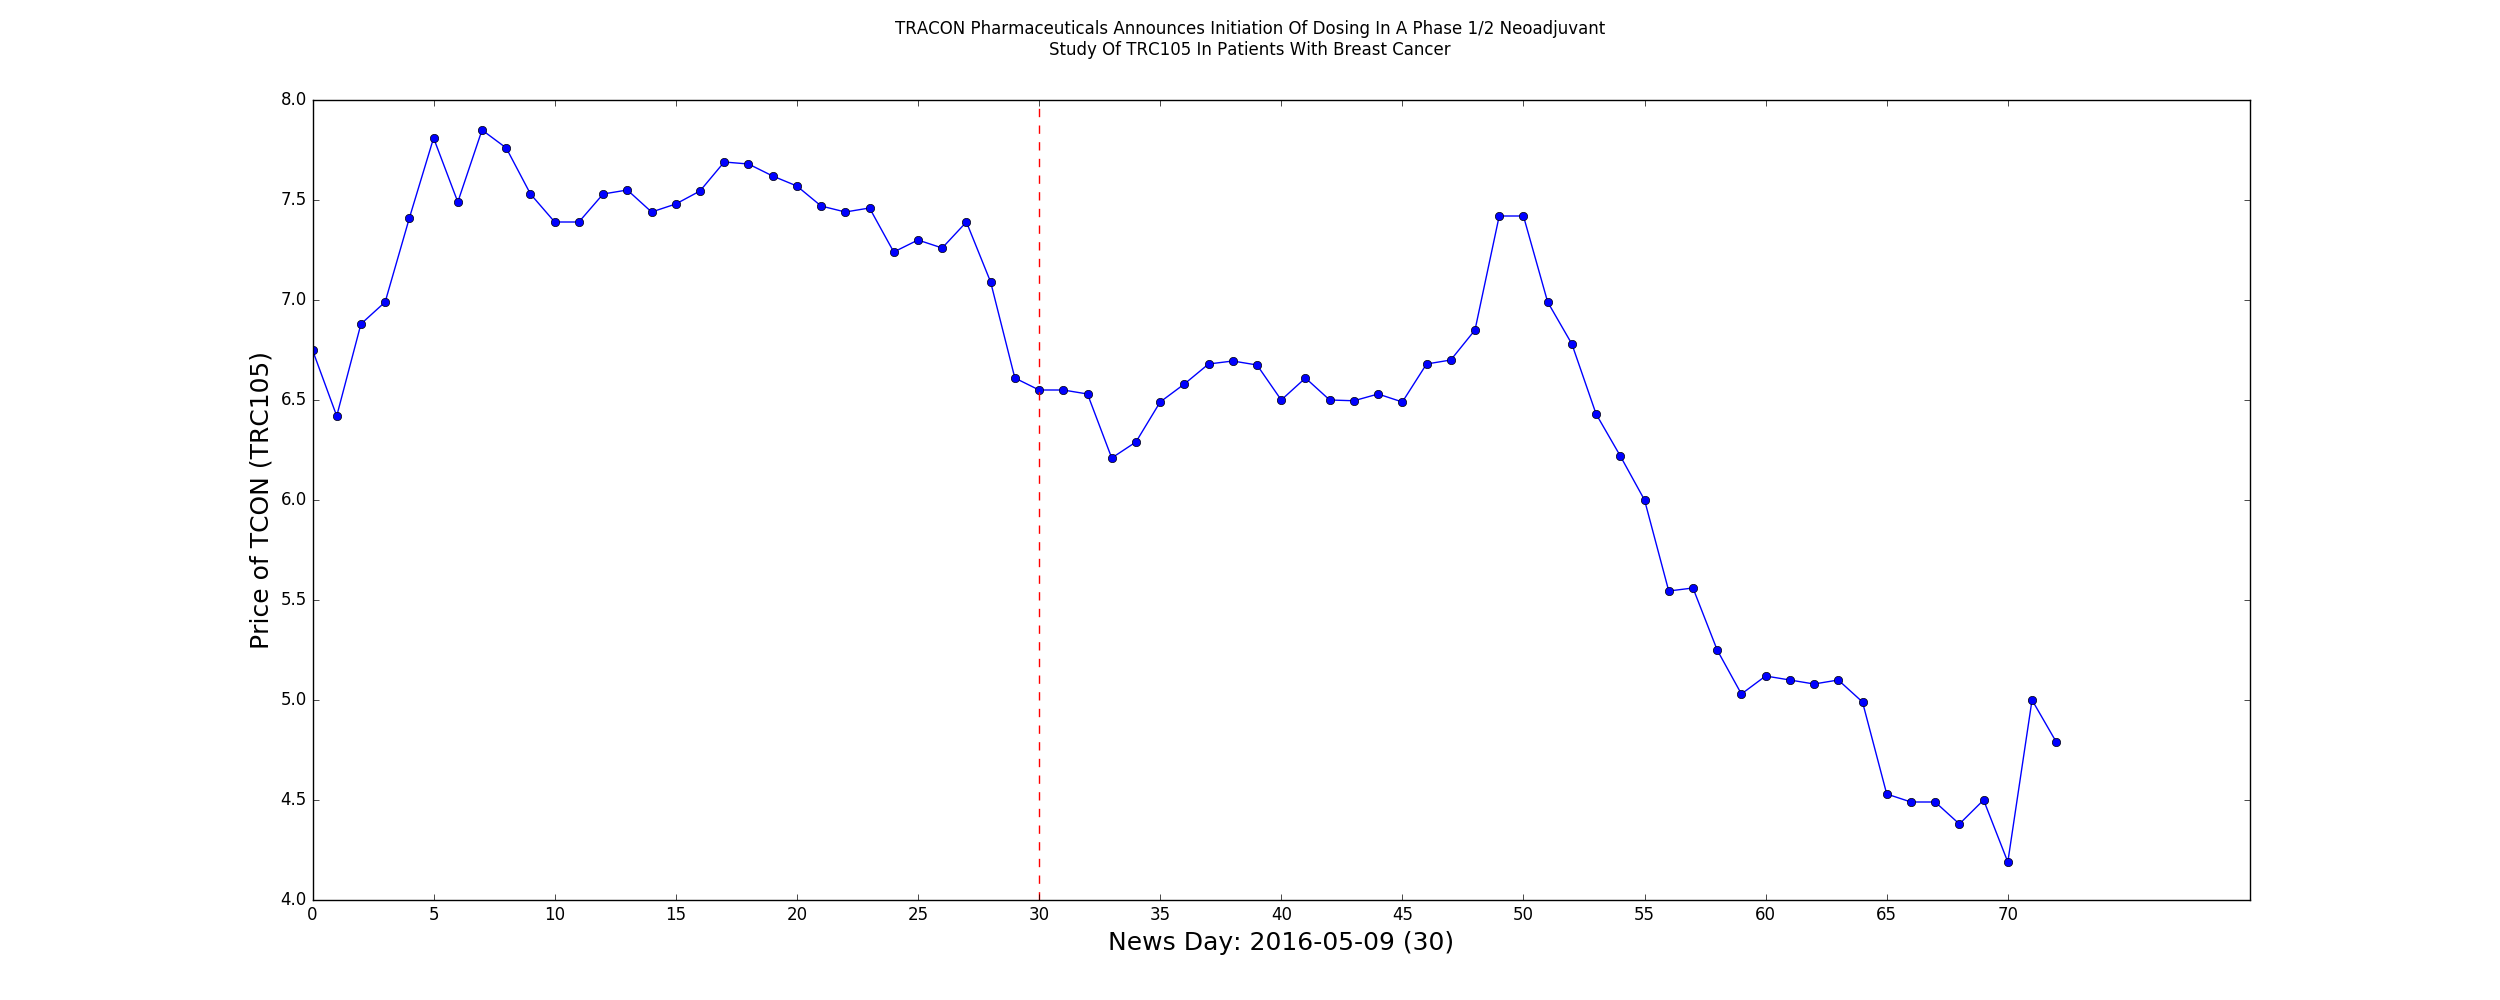 TRACON Pharmaceuticals Announces Initiation Of Dosing In A Phase 1/2 Neoadjuvant
Study Of TRC105 In Patients With Breast Cancer
8.0
7.5
7.0
6.5
6.0
5.5
5.0
4.5
4.0
Price of TCON (TRC105)
0 5 10 15 20 25 30 35 40 45 50 55 60 65 70
News Day: 2016-05-09 (30)